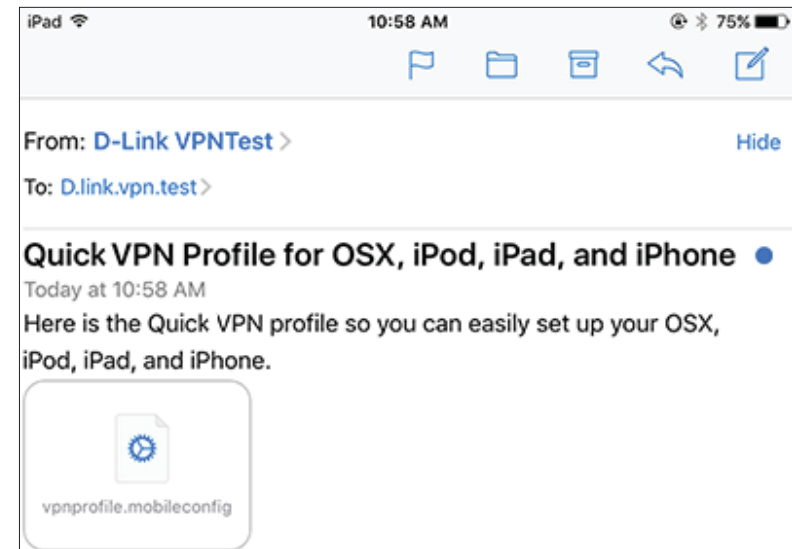 iPad 10:58 AM 75%
From: D-Link VPNTest Hide
To: D.link.vpn.test
Quick VPN Profile for OSX, iPod, iPad, and iPhone
Today at 10:58 AM
Here is the Quick VPN profile so you can easily set up your OSX,
iPod, iPad, and iPhone.
vpnprofile.mobileconfig